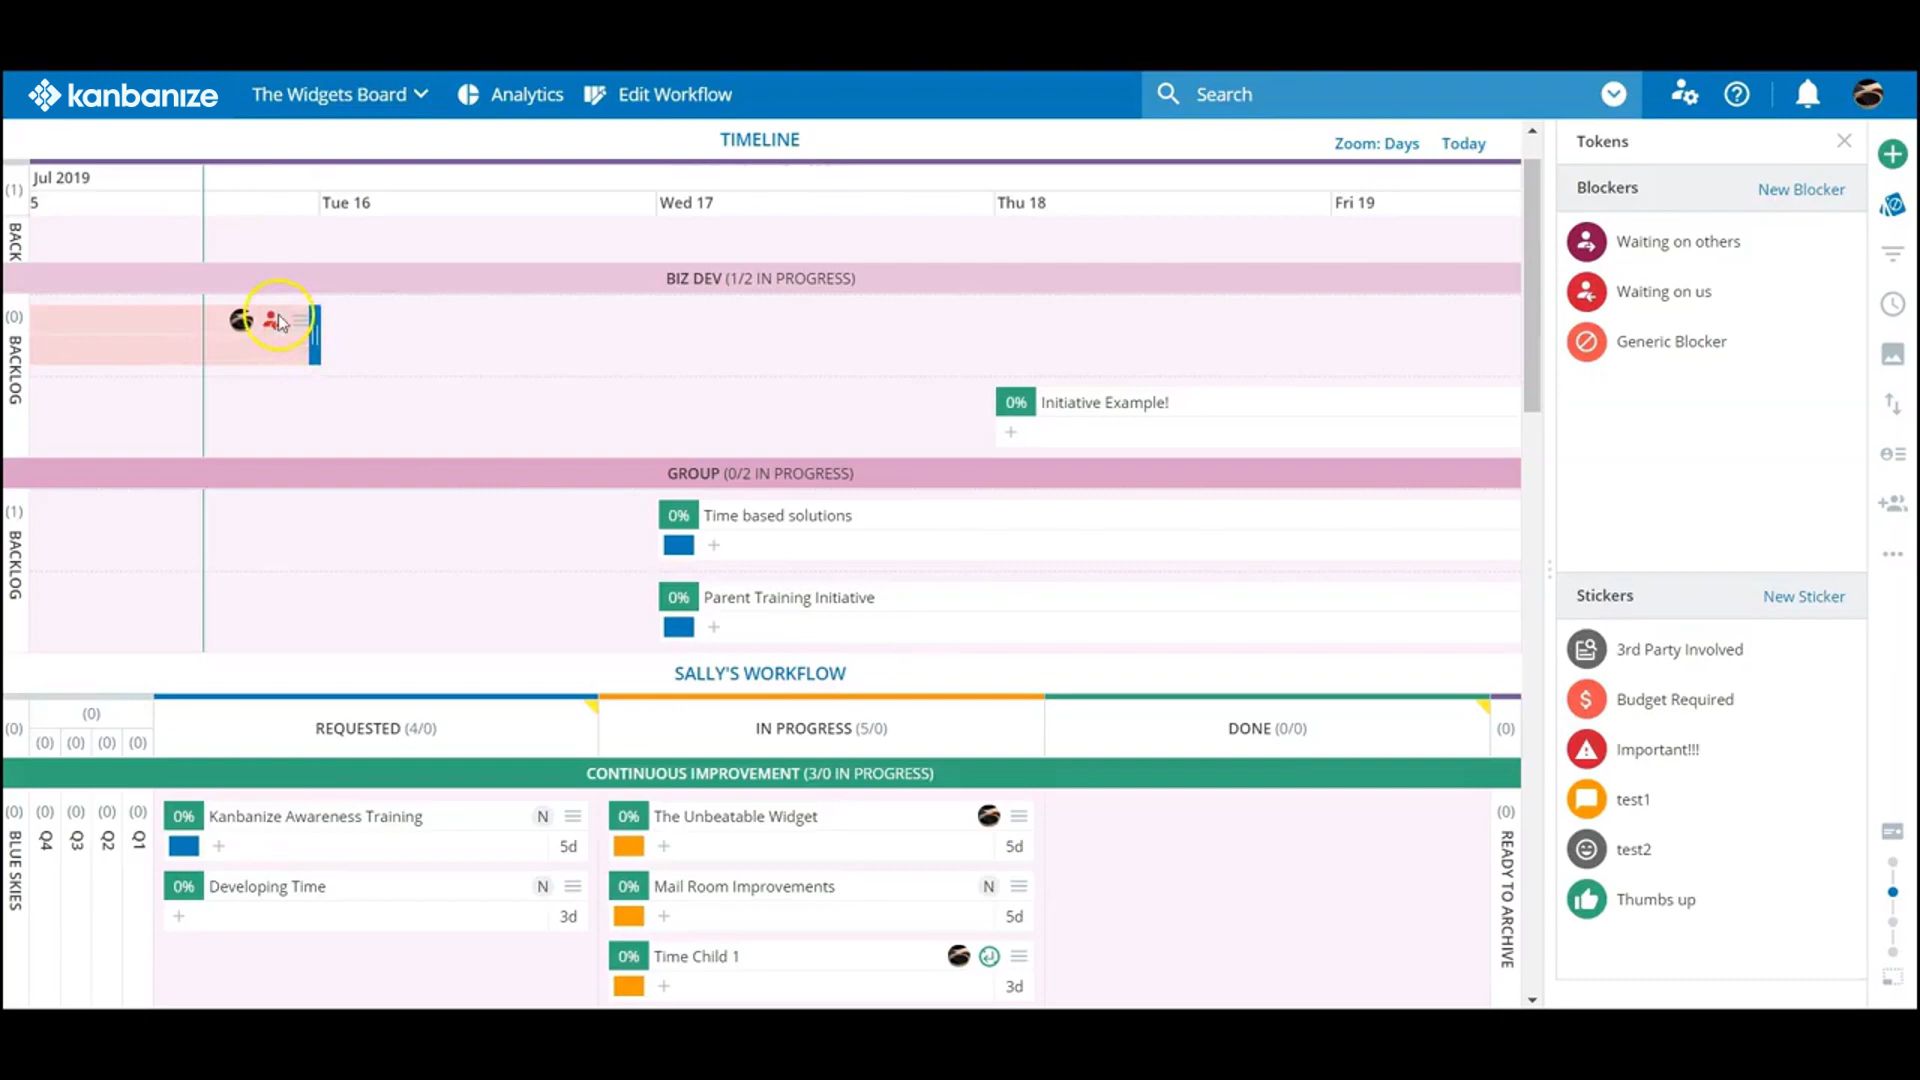 kanbanize
The Widgets Board
Analytics
Edit Workflow
Search
TIMELINE
Zoom: Days
Today
Jul 2019
(1)
5
Tue 16
Wed 17
Thu 18
Fri 19
BACK
BIZ DEV (1/2 IN PROGRESS)
(0)
BACKLOG
0% Initiative Example!
+
GROUP (0/2 IN PROGRESS)
(1)
BACKLOG
0% Time based solutions
+
0% Parent Training Initiative
+
SALLY'S WORKFLOW
(0)
(0)
(0) (0) (0) (0)
REQUESTED (4/0)
IN PROGRESS (5/0)
DONE (0/0)
(0)
CONTINUOUS IMPROVEMENT (3/0 IN PROGRESS)
(0) (0) (0) (0) (0)
BLUE SKIES
Q4
Q3
Q2
Q1
0% Kanbanize Awareness Training N
+ 5d
0% Developing Time N
+ 3d
0% The Unbeatable Widget
+ 5d
0% Mail Room Improvements N
+ 5d
0% Time Child 1
+ 3d
(0)
READY TO ARCHIVE
Tokens
Blockers
New Blocker
Waiting on others
Waiting on us
Generic Blocker
Stickers
New Sticker
3rd Party Involved
Budget Required
Important!!!
test1
test2
Thumbs up